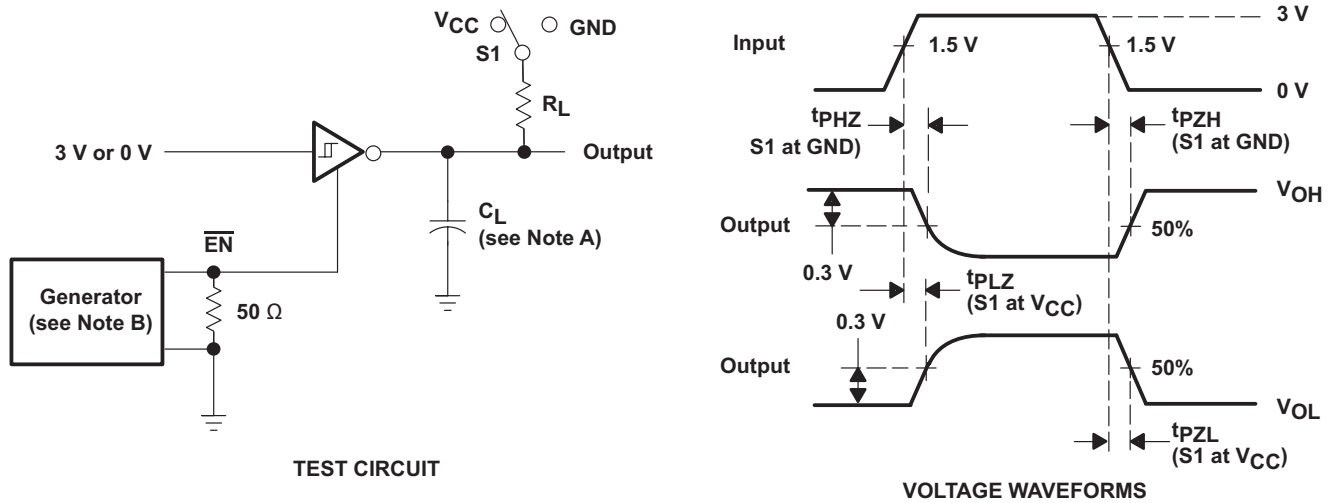 VCC
GND
S1
RL
3 V or 0 V
Output
CL
(see Note A)
EN
Generator
(see Note B)
50 Ω
TEST CIRCUIT
3 V
Input
1.5 V
1.5 V
0 V
tPHZ
S1 at GND)
tPZH
(S1 at GND)
VOH
Output
50%
0.3 V
tPLZ
(S1 at VCC)
0.3 V
Output
50%
VOL
tPZL
(S1 at VCC)
VOLTAGE WAVEFORMS